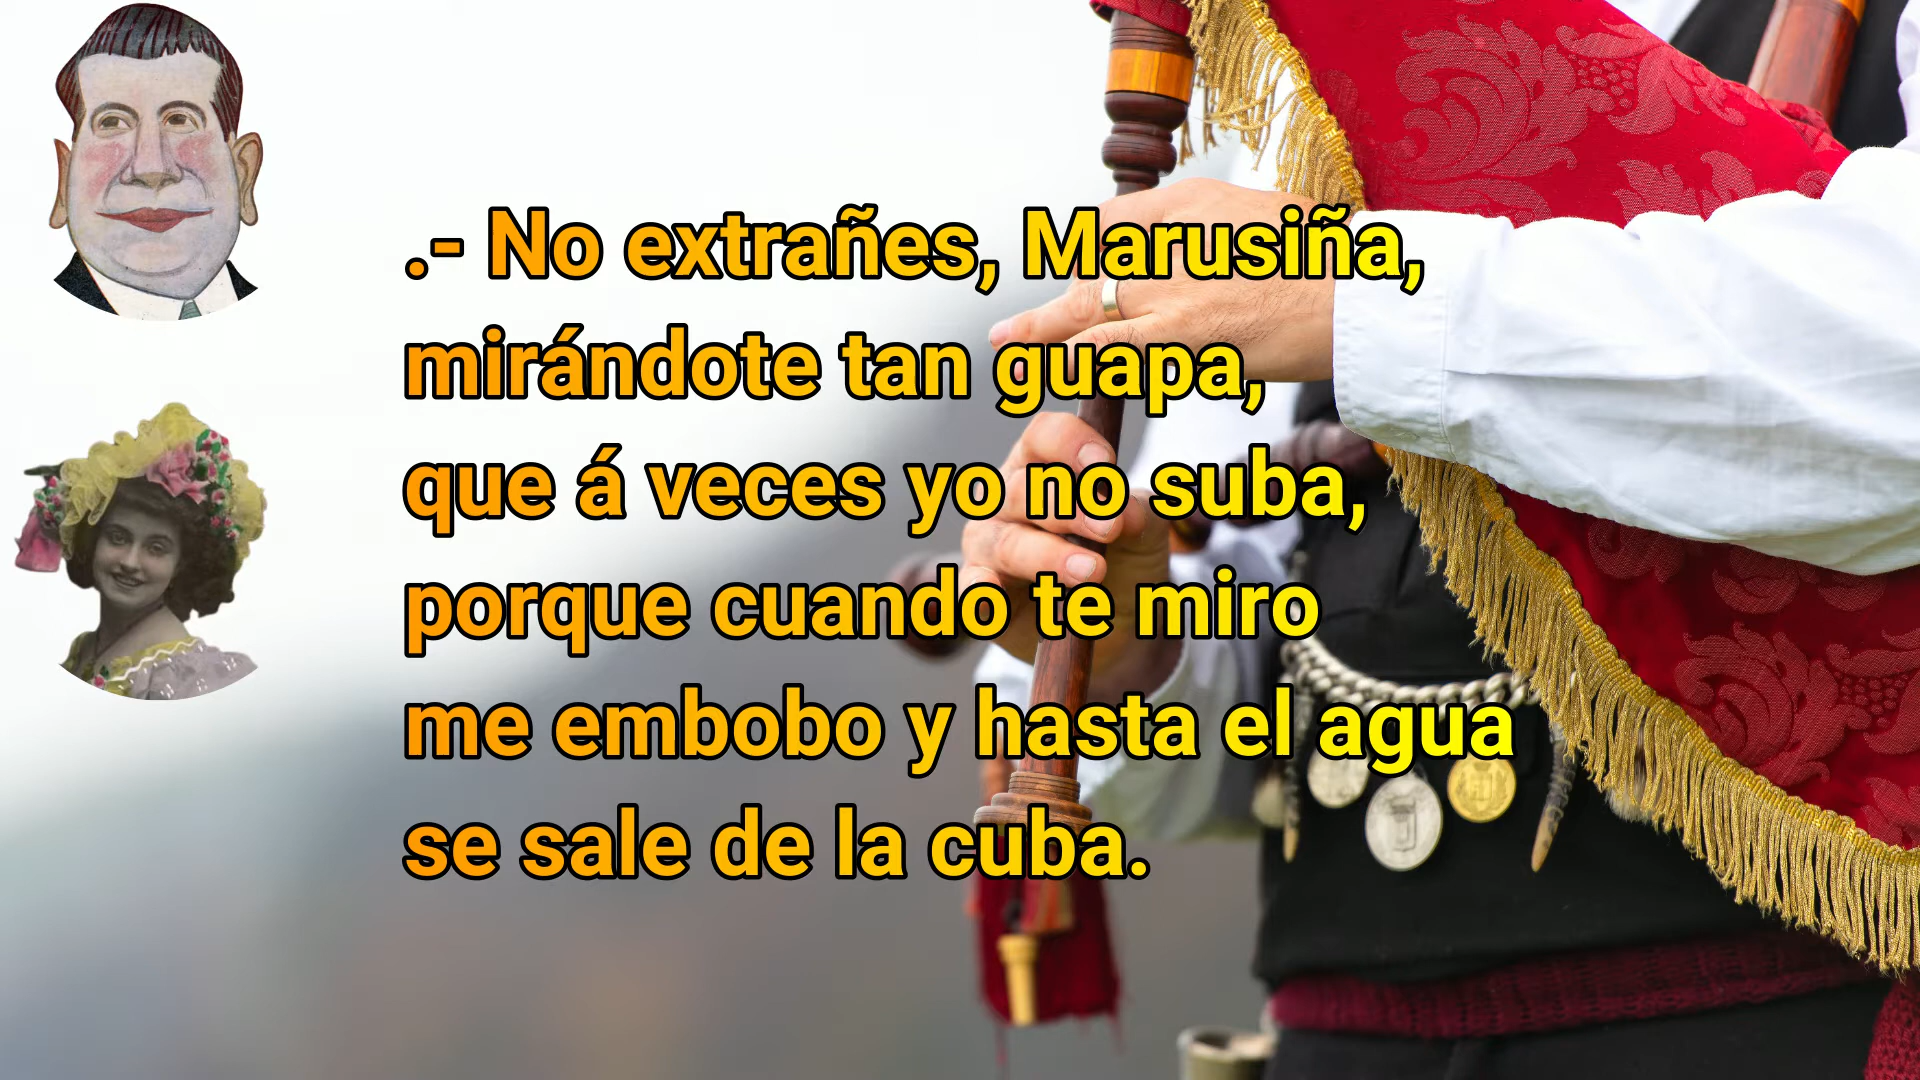 .- No extrañes, Marusiña,
mirándote tan guapa,
que á veces yo no suba,
porque cuando te miro
me embobo y hasta el agua
se sale de la cuba.